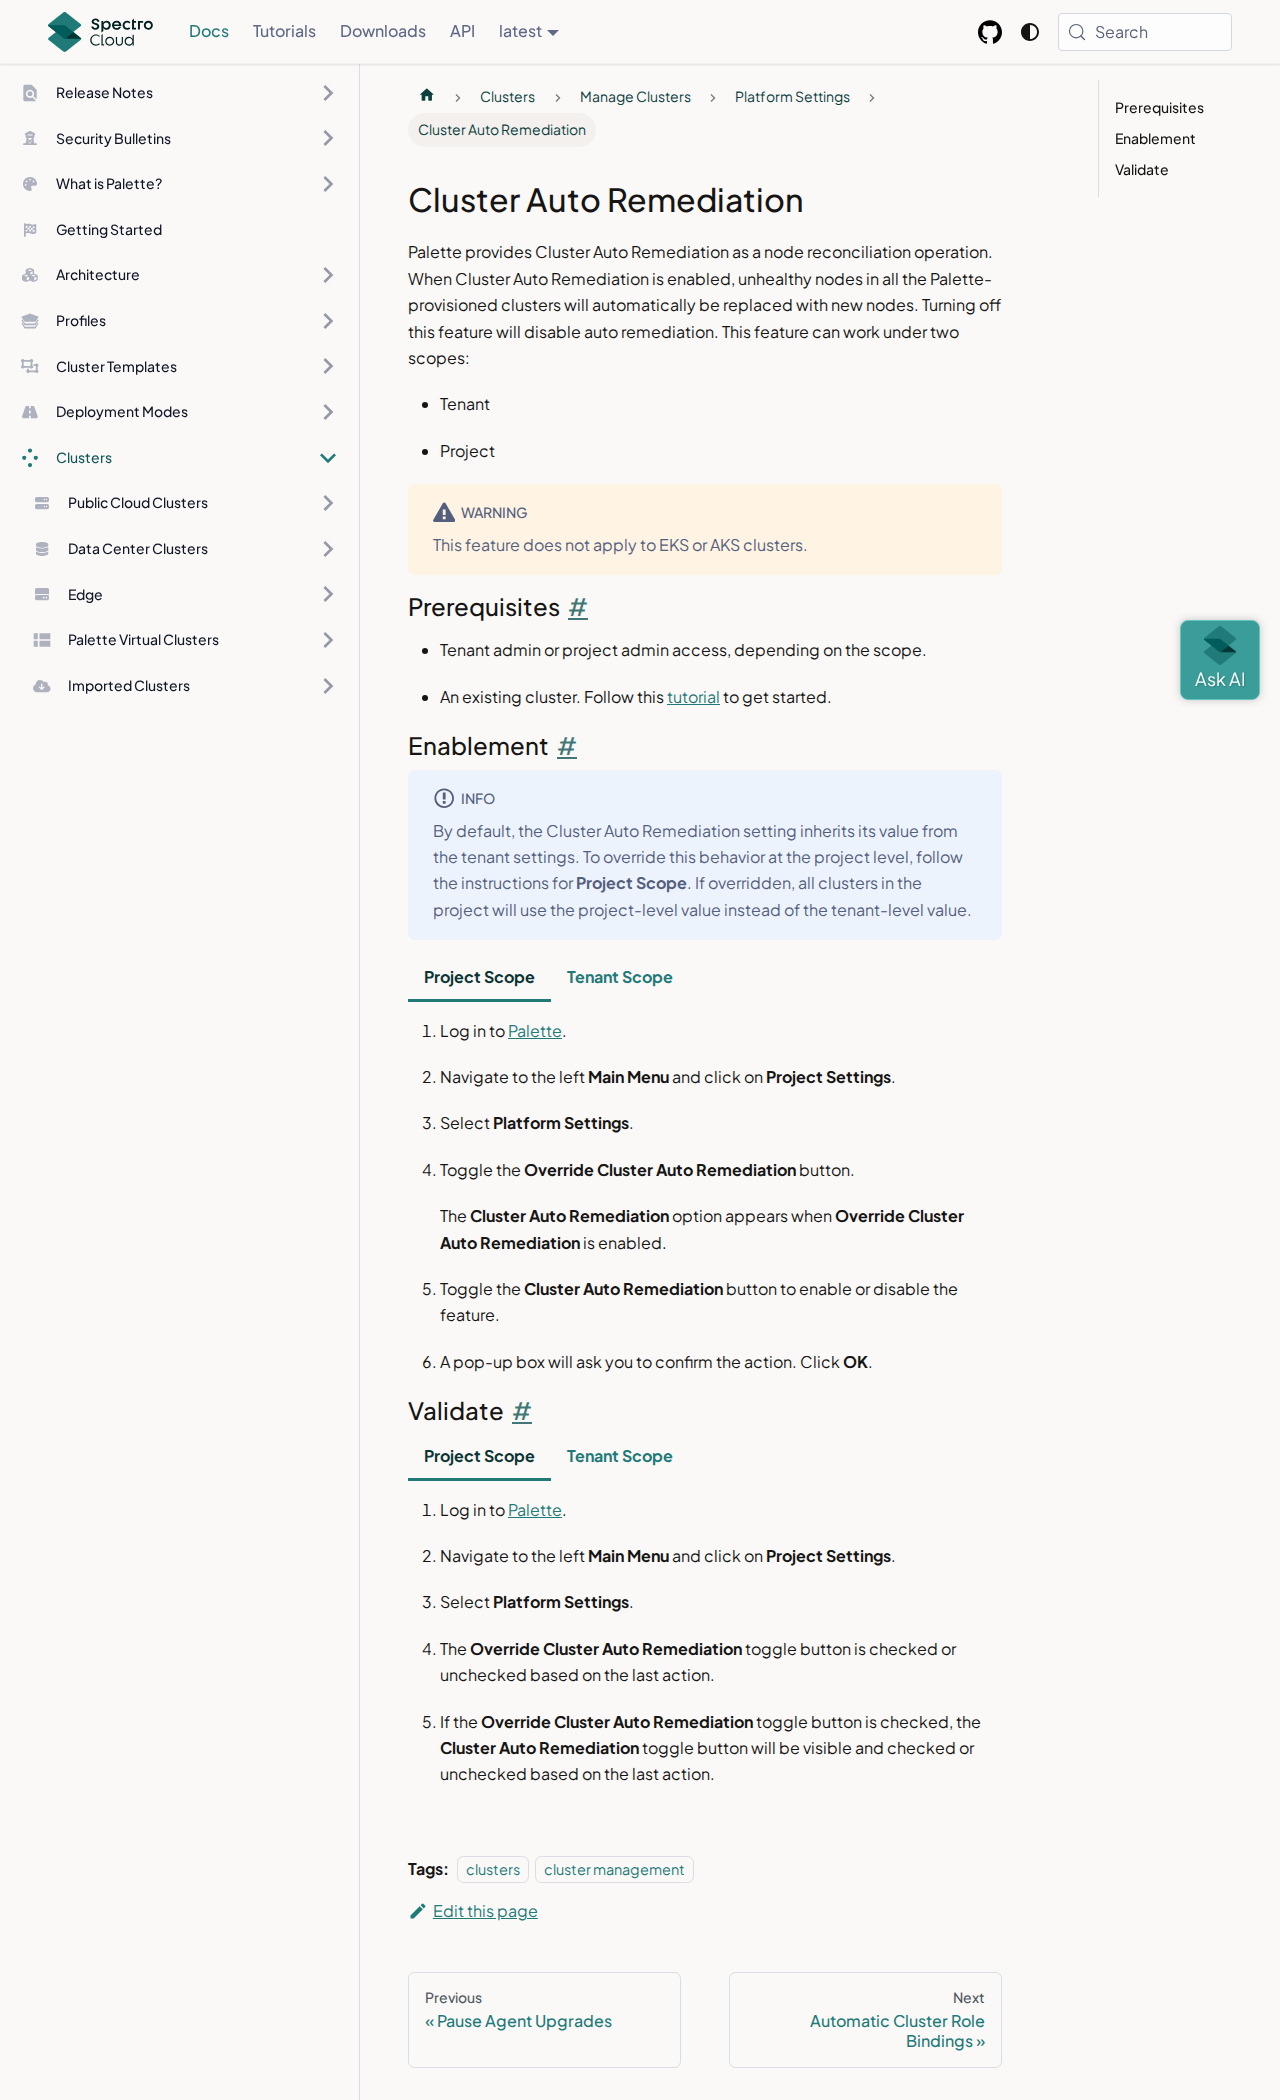 Spectro
Cloud
Docs
Tutorials
Downloads
API
latest
Search
Release Notes
Security Bulletins
What is Palette?
Getting Started
Architecture
Profiles
Cluster Templates
Deployment Modes
Clusters
Public Cloud Clusters
Data Center Clusters
Edge
Palette Virtual Clusters
Imported Clusters
Clusters
Manage Clusters
Platform Settings
Cluster Auto Remediation
Cluster Auto Remediation
Palette provides Cluster Auto Remediation as a node reconciliation operation.
When Cluster Auto Remediation is enabled, unhealthy nodes in all the Palette-
provisioned clusters will automatically be replaced with new nodes. Turning off
this feature will disable auto remediation. This feature can work under two
scopes:
Tenant
Project
WARNING
This feature does not apply to EKS or AKS clusters.
Prerequisites #
Tenant admin or project admin access, depending on the scope.
An existing cluster. Follow this tutorial to get started.
Enablement #
INFO
By default, the Cluster Auto Remediation setting inherits its value from
the tenant settings. To override this behavior at the project level, follow
the instructions for Project Scope. If overridden, all clusters in the
project will use the project-level value instead of the tenant-level value.
Project Scope
Tenant Scope
1. Log in to Palette.
2. Navigate to the left Main Menu and click on Project Settings.
3. Select Platform Settings.
4. Toggle the Override Cluster Auto Remediation button.
The Cluster Auto Remediation option appears when Override Cluster
Auto Remediation is enabled.
5. Toggle the Cluster Auto Remediation button to enable or disable the
feature.
6. A pop-up box will ask you to confirm the action. Click OK.
Validate #
Project Scope
Tenant Scope
1. Log in to Palette.
2. Navigate to the left Main Menu and click on Project Settings.
3. Select Platform Settings.
4. The Override Cluster Auto Remediation toggle button is checked or
unchecked based on the last action.
5. If the Override Cluster Auto Remediation toggle button is checked, the
Cluster Auto Remediation toggle button will be visible and checked or
unchecked based on the last action.
Tags:
clusters
cluster management
Edit this page
Previous
« Pause Agent Upgrades
Next
Automatic Cluster Role
Bindings »
Prerequisites
Enablement
Validate
Ask AI